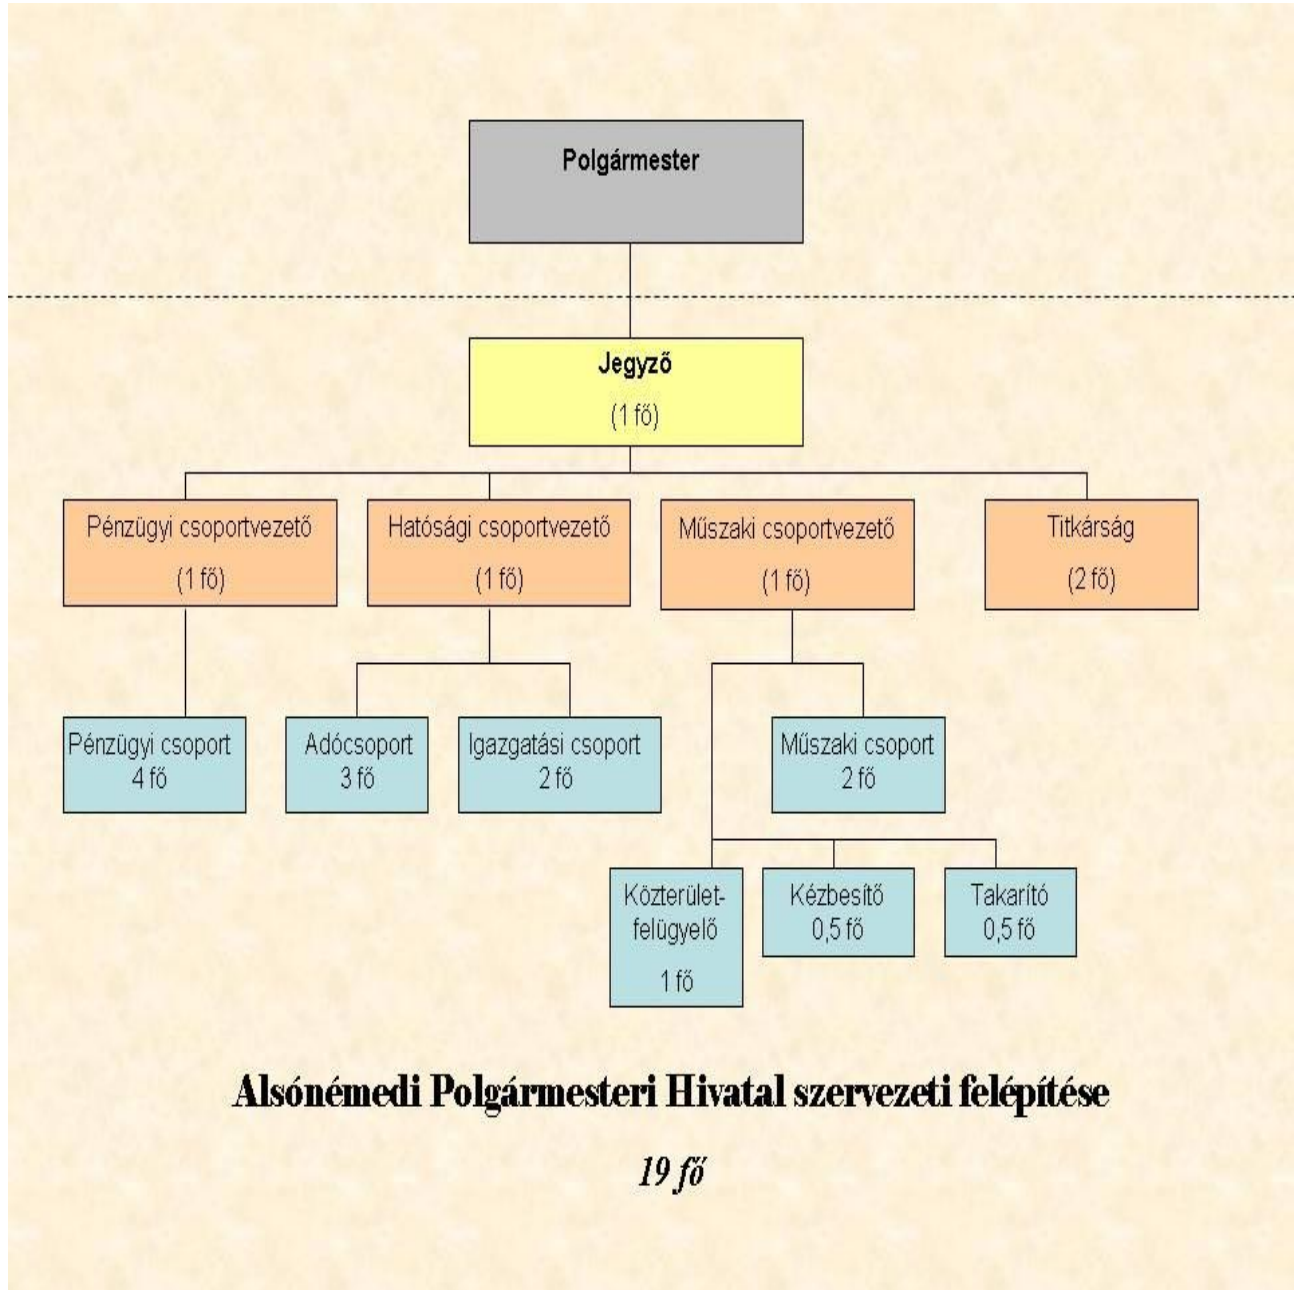 Polgármester
Jegyző
(1 fő)
Pénzügyi csoportvezető
(1 fő)
Hatósági csoportvezető
(1 fő)
Műszaki csoportvezető
(1 fő)
Titkárság
(2 fő)
Pénzügyi csoport
4 fő
Adócsoport
3 fő
Igazgatási csoport
2 fő
Műszaki csoport
2 fő
Közterület-
felügyelő
1 fő
Kézbesítő
0,5 fő
Takarító
0,5 fő
Alsónémedi Polgármesteri Hivatal szervezeti felépítése
19 fő